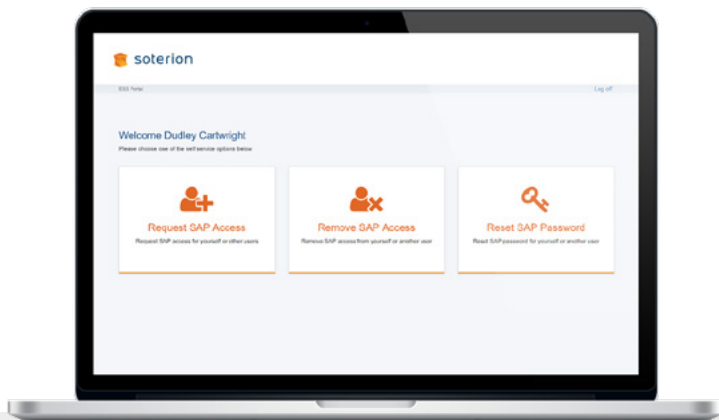 soterion
ESS Portal
Log off
Welcome Dudley Cartwright
Please choose one of the self service options below
Request SAP Access
Request SAP access for yourself or other users
Remove SAP Access
Remove SAP access from yourself or another user
Reset SAP Password
Reset SAP password for yourself or another user